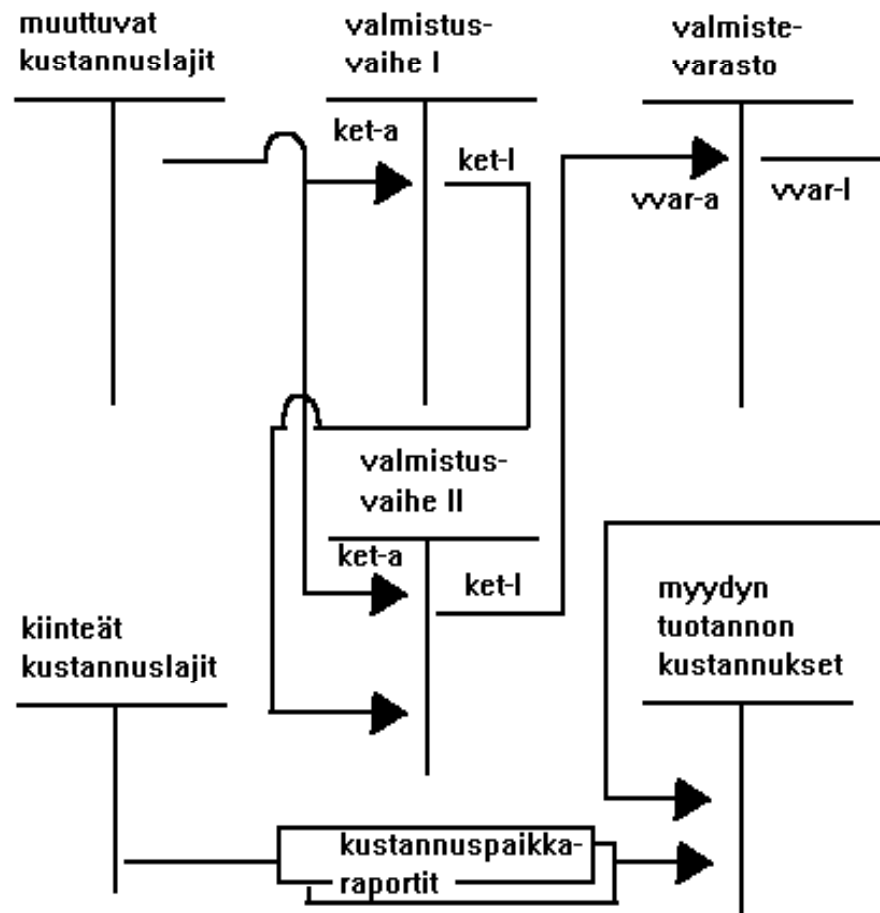 muuttuvat
kustannuslajit
valmistus-
vaihe I
valmiste-
varasto
ket-a
ket-l
vvar-a
vvar-l
valmistus-
vaihe II
ket-a
ket-l
kiinteät
kustannuslajit
myydyn
tuotannon
kustannukset
kustannuspaikka-
raportit